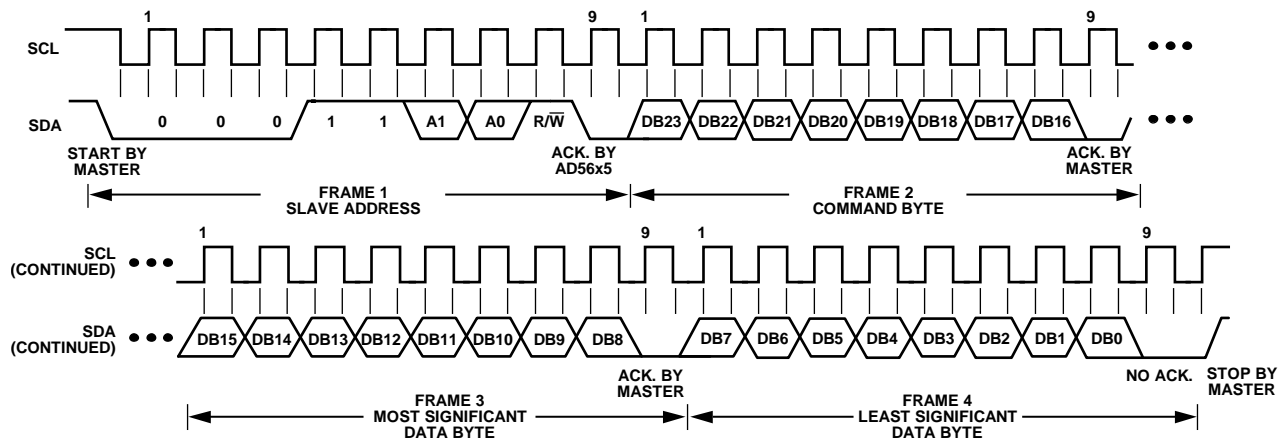 1 9 1 9
SCL
SDA
0 0 0 1 1 A1 A0 R/W̅ DB23 DB22 DB21 DB20 DB19 DB18 DB17 DB16
START BY
MASTER
ACK. BY
AD56x5
ACK. BY
MASTER
FRAME 1
SLAVE ADDRESS
FRAME 2
COMMAND BYTE
1 9 1 9
SCL
(CONTINUED)
SDA
(CONTINUED)
DB15 DB14 DB13 DB12 DB11 DB10 DB9 DB8 DB7 DB6 DB5 DB4 DB3 DB2 DB1 DB0
ACK. BY
MASTER
NO ACK.
STOP BY
MASTER
FRAME 3
MOST SIGNIFICANT
DATA BYTE
FRAME 4
LEAST SIGNIFICANT
DATA BYTE